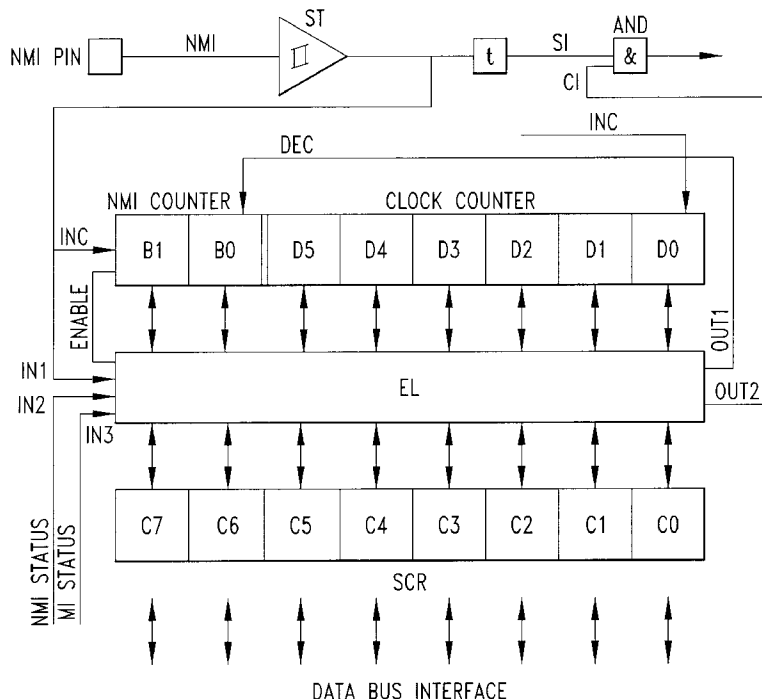 ST
AND
NMI PIN
NMI
t
SI
&
CI
INC
DEC
NMI COUNTER
CLOCK COUNTER
INC
B1 B0 D5 D4 D3 D2 D1 D0
ENABLE
OUT1
IN1
EL
IN2
OUT2
IN3
C7 C6 C5 C4 C3 C2 C1 C0
NMI STATUS
MI STATUS
SCR
DATA BUS INTERFACE